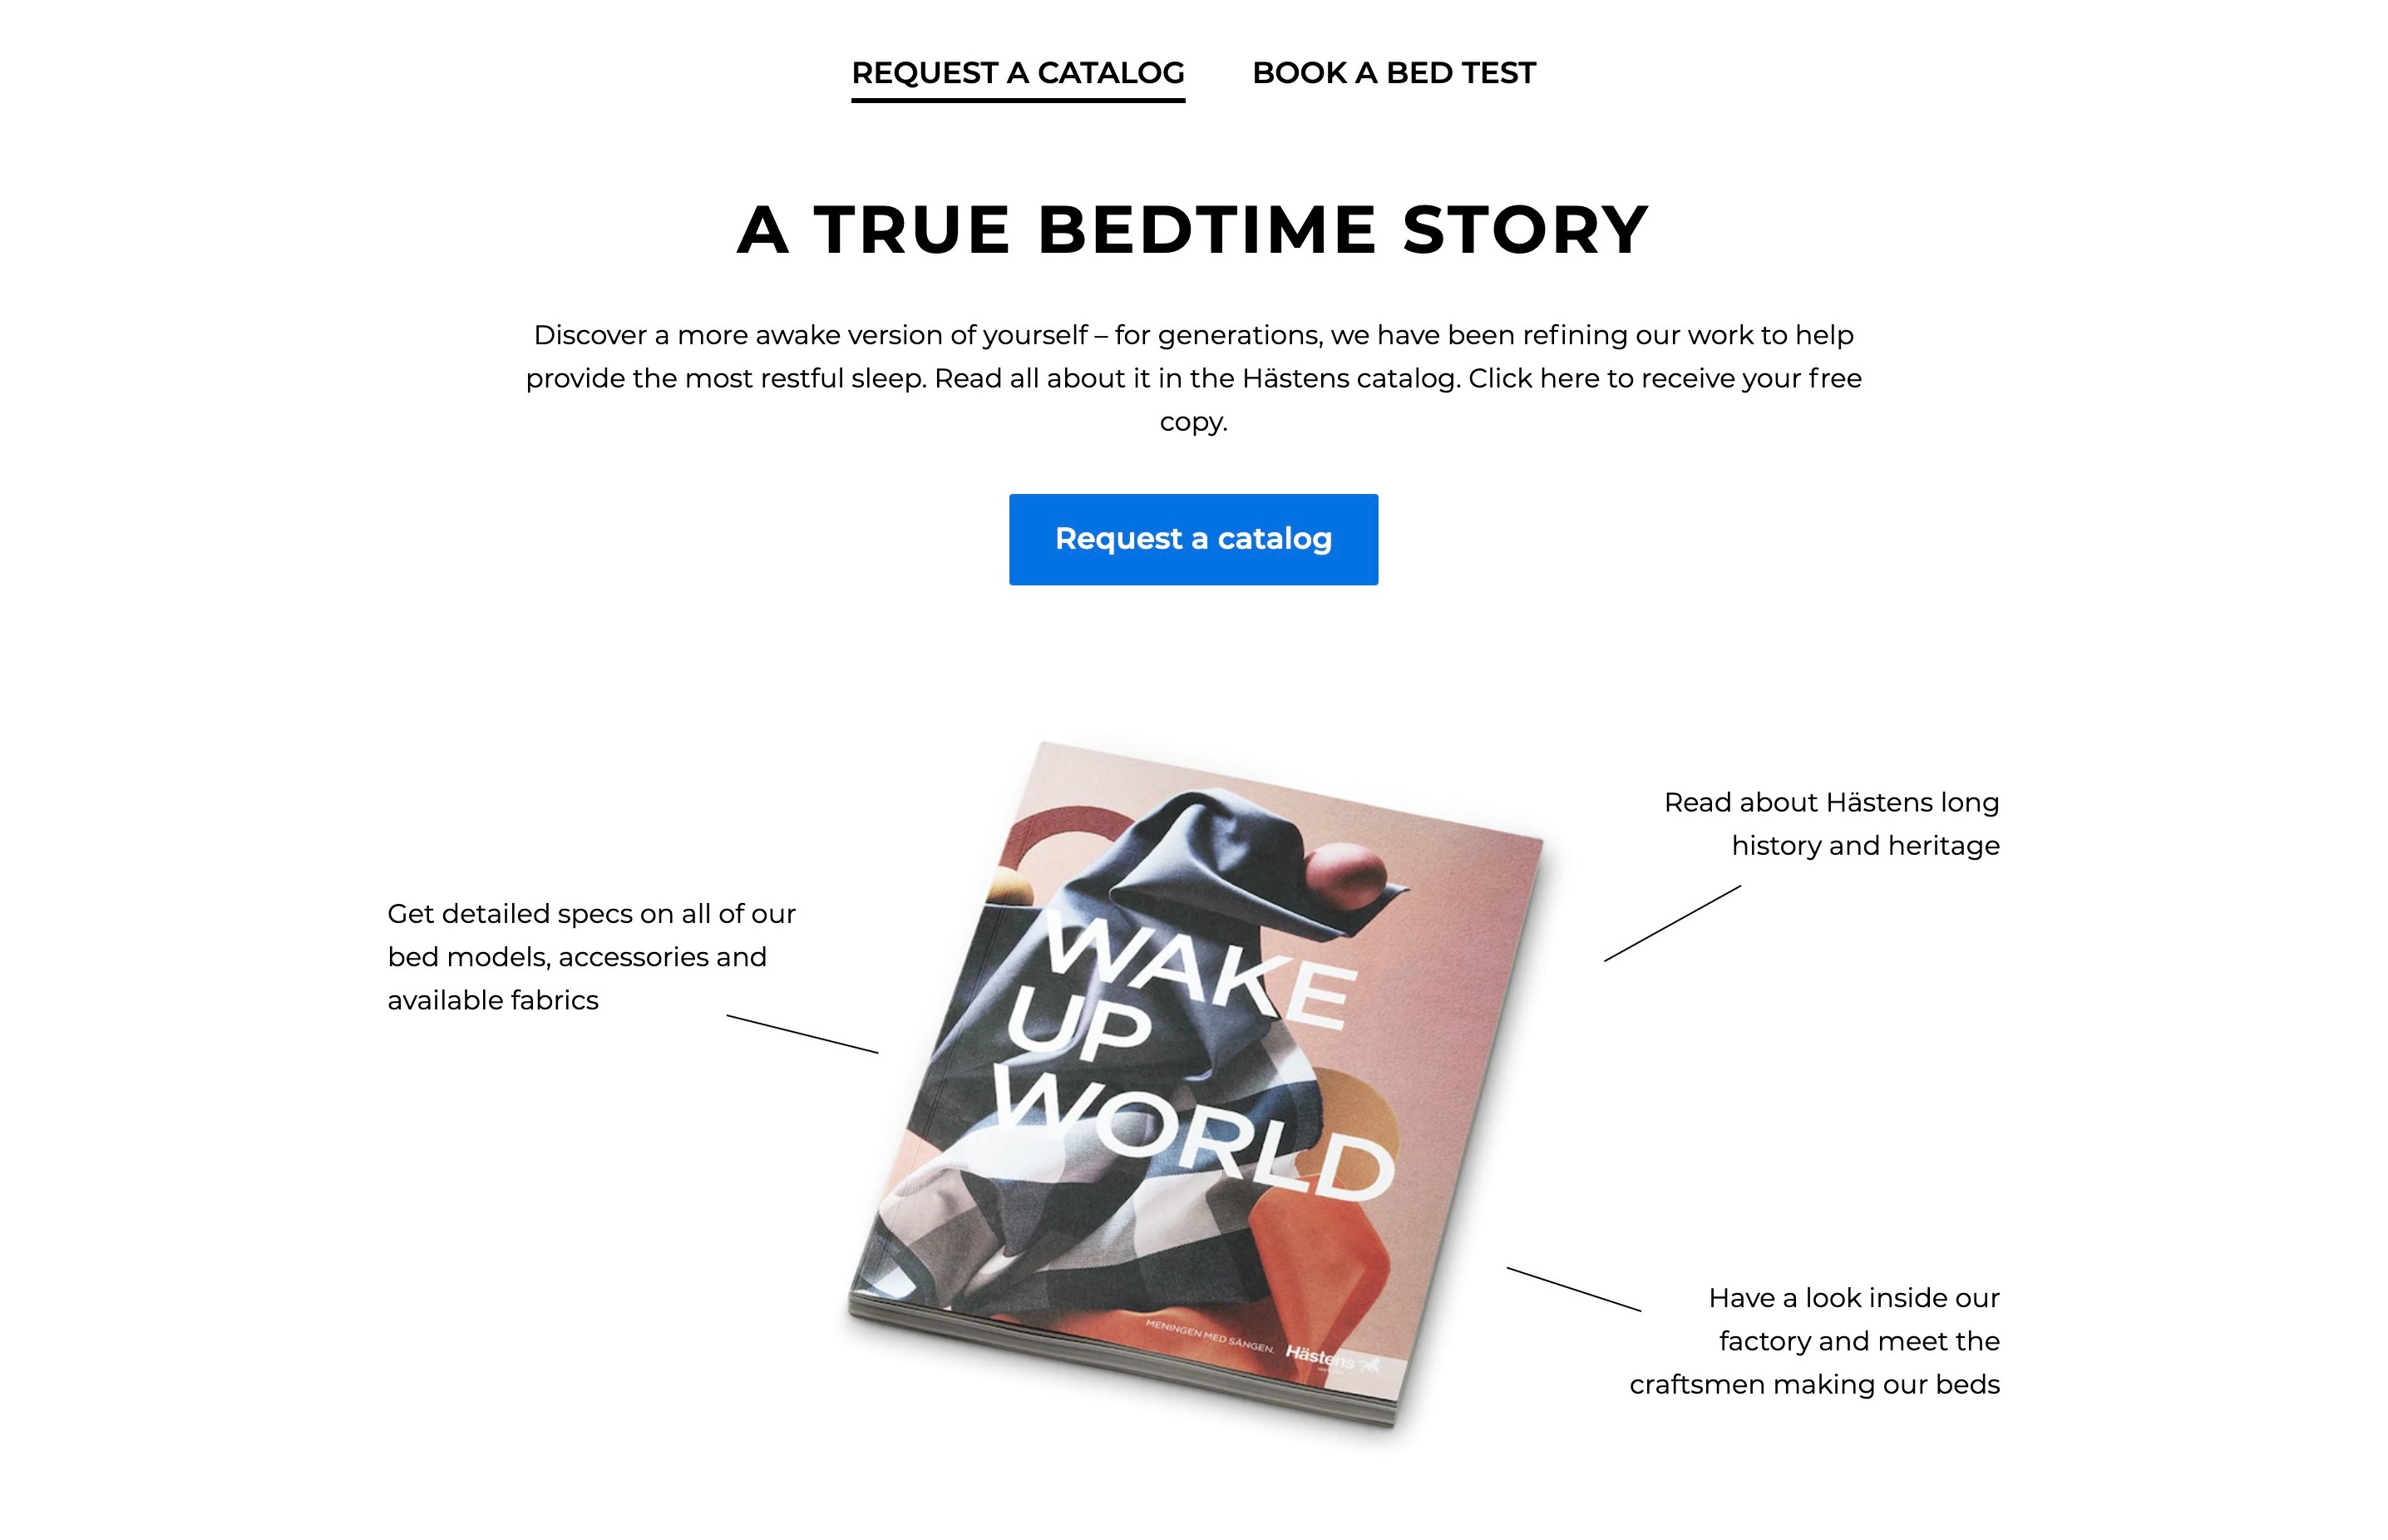 REQUEST A CATALOG
BOOK A BED TEST
A TRUE BEDTIME STORY
Discover a more awake version of yourself – for generations, we have been refining our work to help
provide the most restful sleep. Read all about it in the Hästens catalog. Click here to receive your free
copy.
Request a catalog
Read about Hästens long
history and heritage
Get detailed specs on all of our
bed models, accessories and
available fabrics
WAKE
UP
WORLD
MENINGEN MED SÄNGEN.
Hästens
Have a look inside our
factory and meet the
craftsmen making our beds